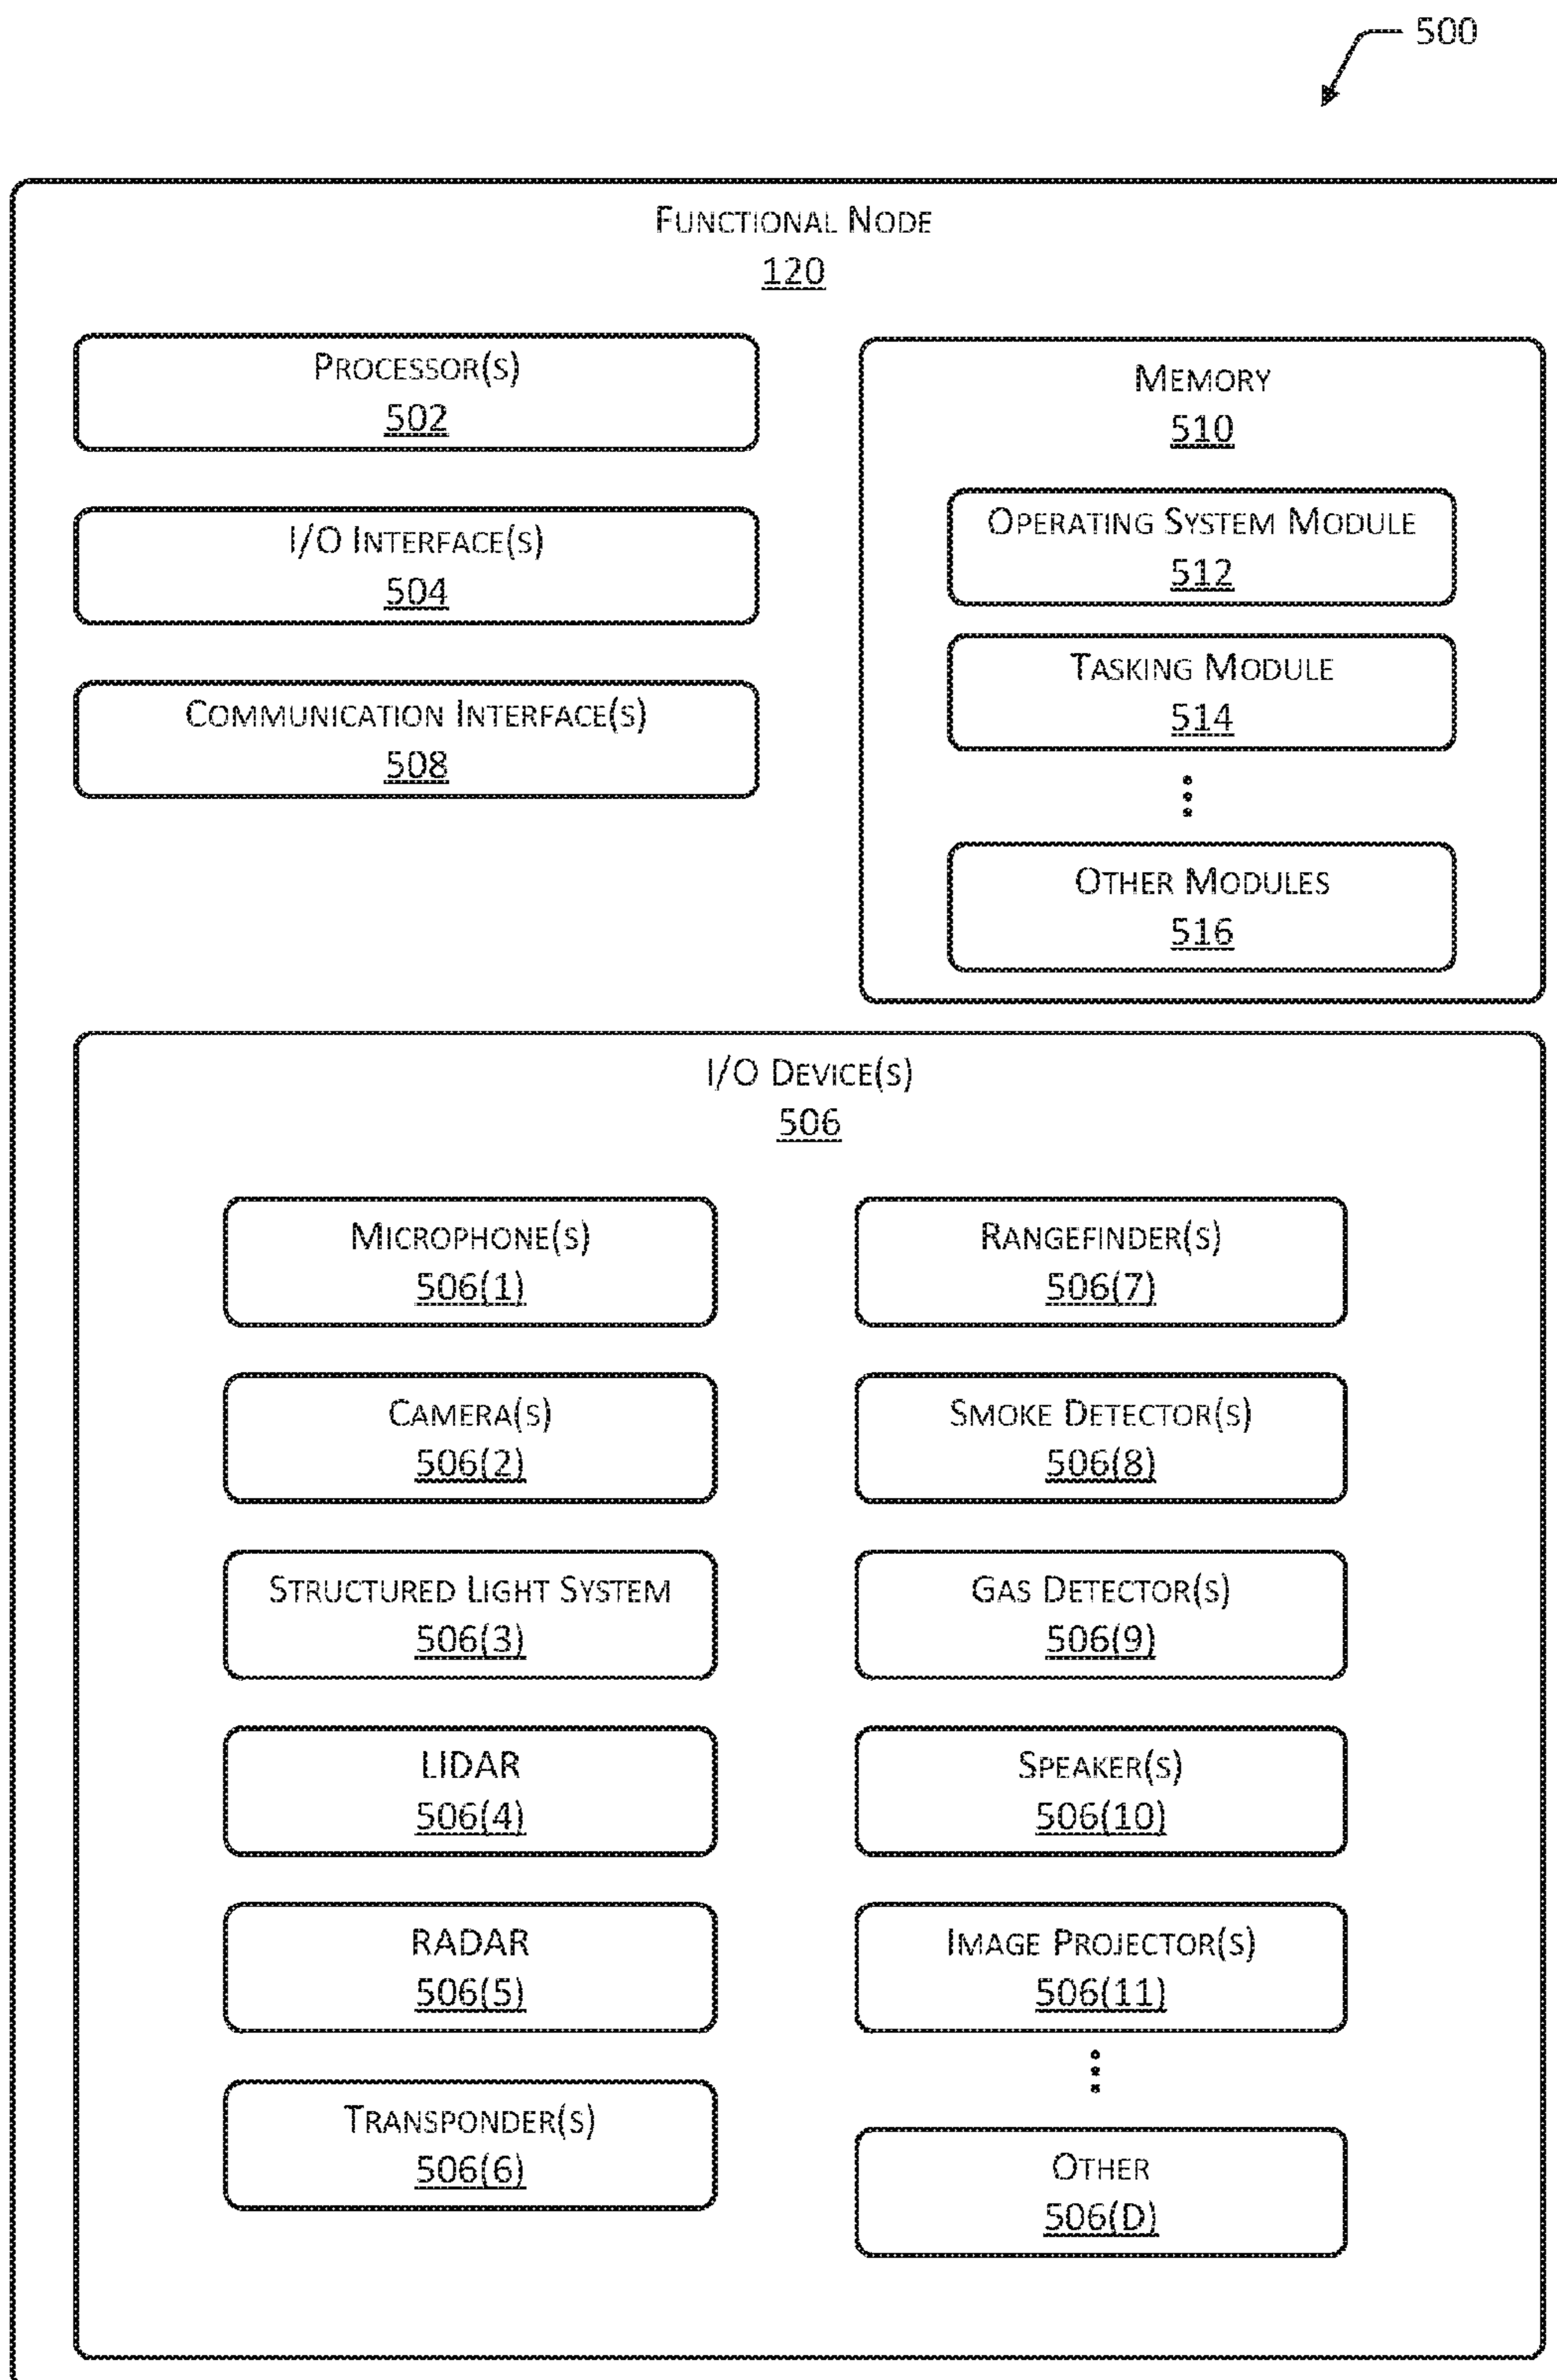 500
FUNCTIONAL NODE
120
PROCESSOR(S)
502
I/O INTERFACE(S)
504
COMMUNICATION INTERFACE(S)
508
MEMORY
510
OPERATING SYSTEM MODULE
512
TASKING MODULE
514
OTHER MODULES
516
I/O DEVICE(S)
506
MICROPHONE(S)
506(1)
CAMERA(S)
506(2)
STRUCTURED LIGHT SYSTEM
506(3)
LIDAR
506(4)
RADAR
506(5)
TRANSPONDER(S)
506(6)
RANGEFINDER(S)
506(7)
SMOKE DETECTOR(S)
506(8)
GAS DETECTOR(S)
506(9)
SPEAKER(S)
506(10)
IMAGE PROJECTOR(S)
506(11)
OTHER
506(D)